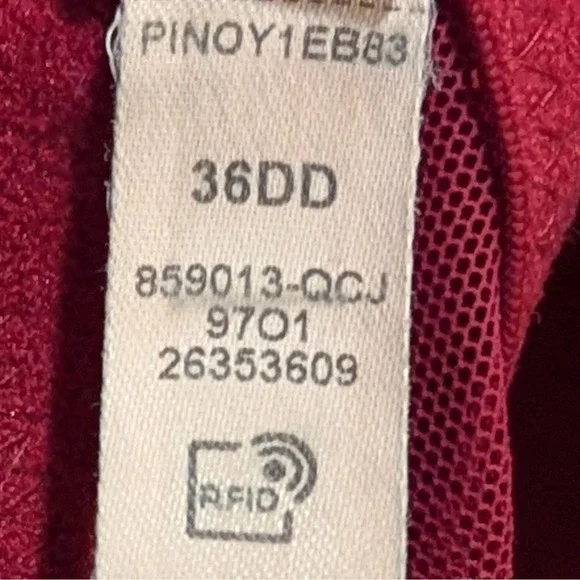 PINOY1EB83
36DD
859013-QCJ
97O1
26353609
RFID